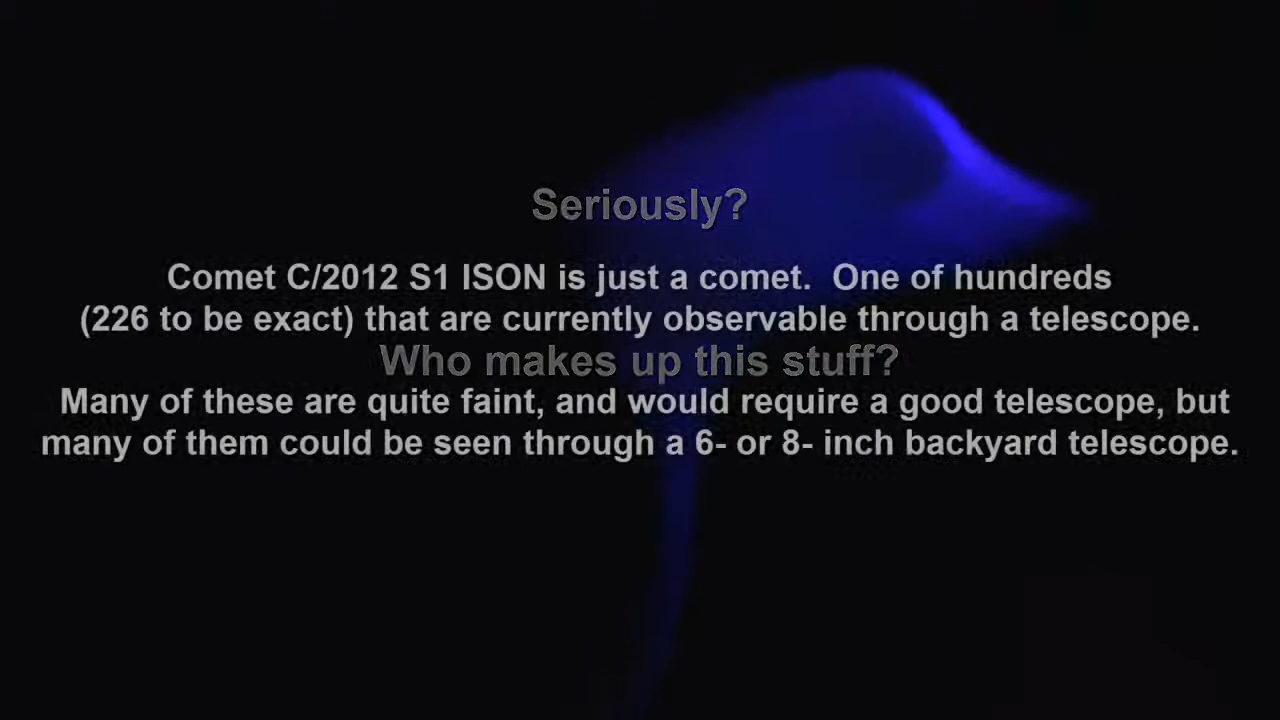 Seriously?
Comet C/2012 S1 ISON is just a comet.  One of hundreds
(226 to be exact) that are currently observable through a telescope.
Who makes up this stuff?
Many of these are quite faint, and would require a good telescope, but
many of them could be seen through a 6- or 8- inch backyard telescope.